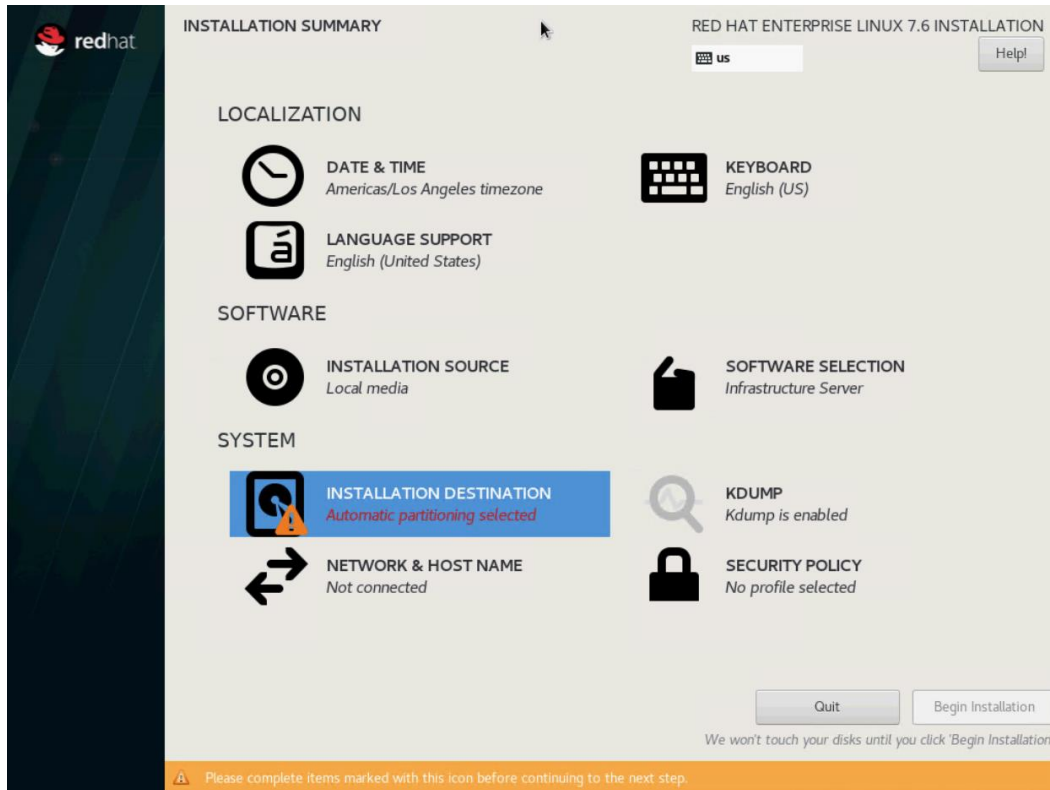 redhat
INSTALLATION SUMMARY
RED HAT ENTERPRISE LINUX 7.6 INSTALLATION
us
Help!
LOCALIZATION
DATE & TIME
Americas/Los Angeles timezone
KEYBOARD
English (US)
á
LANGUAGE SUPPORT
English (United States)
SOFTWARE
INSTALLATION SOURCE
Local media
SOFTWARE SELECTION
Infrastructure Server
SYSTEM
INSTALLATION DESTINATION
Automatic partitioning selected
KDUMP
Kdump is enabled
NETWORK & HOST NAME
Not connected
SECURITY POLICY
No profile selected
Quit
Begin Installation
We won't touch your disks until you click 'Begin Installation
Please complete items marked with this icon before continuing to the next step.